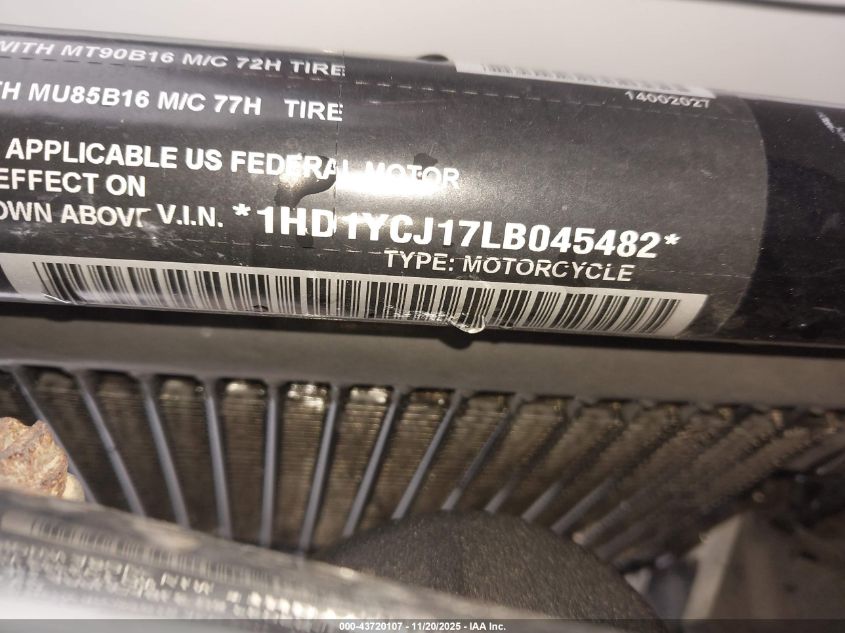 WITH MT90B16 M/C 72H TIRE
14002027
TH MU85B16 M/C 77H TIRE
APPLICABLE US FEDERAL MOTOR
EFFECT ON
OWN ABOVE V.I.N. *1HD1YCJ17LB045482*
TYPE: MOTORCYCLE
000-43720107 - 11/20/2025 - IAA Inc.